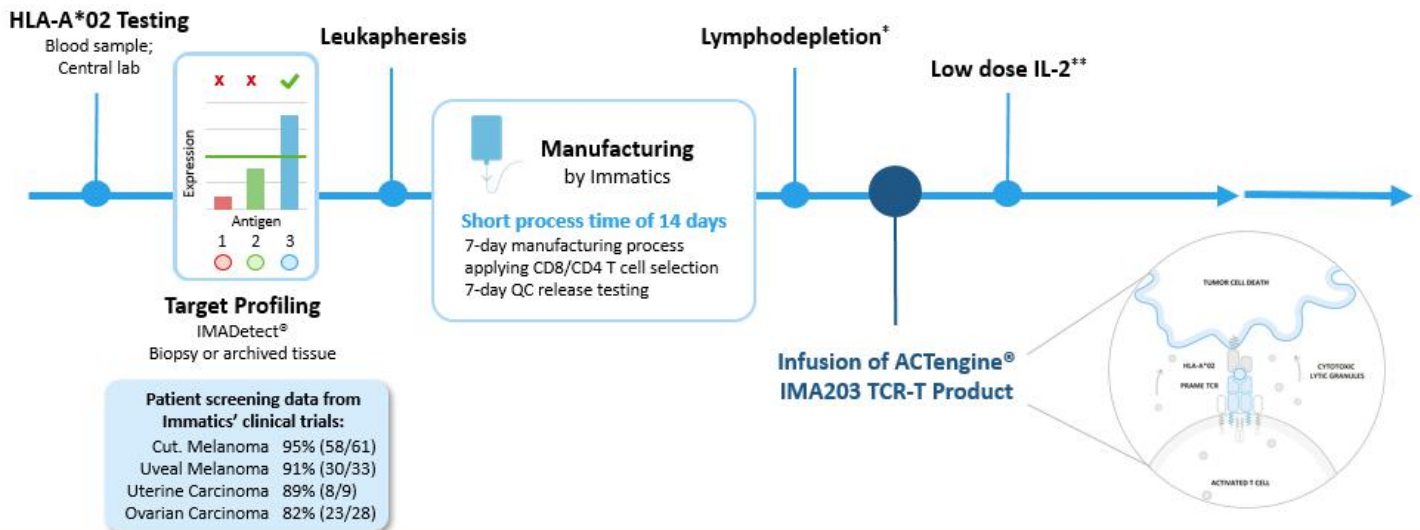 HLA-A*02 Testing
Blood sample;
Central lab
x x
Expression
Antigen
1 2 3
Target Profiling
IMADetect®
Biopsy or archived tissue
Patient screening data from
Immatics’ clinical trials:
Cut. Melanoma 95% (58/61)
Uveal Melanoma 91% (30/33)
Uterine Carcinoma 89% (8/9)
Ovarian Carcinoma 82% (23/28)
Leukapheresis
Manufacturing
by Immatics
Short process time of 14 days
7-day manufacturing process
applying CD8/CD4 T cell selection
7-day QC release testing
Lymphodepletion*
Infusion of ACTengine®
IMA203 TCR-T Product
Low dose IL-2**
TUMOR CELL DEATH
HLA-A*02
PRAME TCR
CYTOTOXIC
LYTIC GRANULES
ACTIVATED T CELL